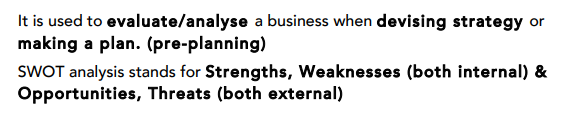 It is used to evaluate/analyse a business when devising strategy or
making a plan. (pre-planning)
SWOT analysis stands for Strengths, Weaknesses (both internal) &
Opportunities, Threats (both external)